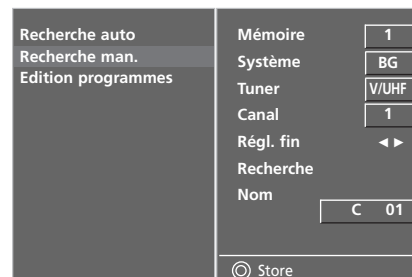 Recherche auto
Recherche man.
Edition programmes
Mémoire 1
Système BG
Tuner V/UHF
Canal 1
Régl. fin ◄►
Recherche
Nom
C 01
Store